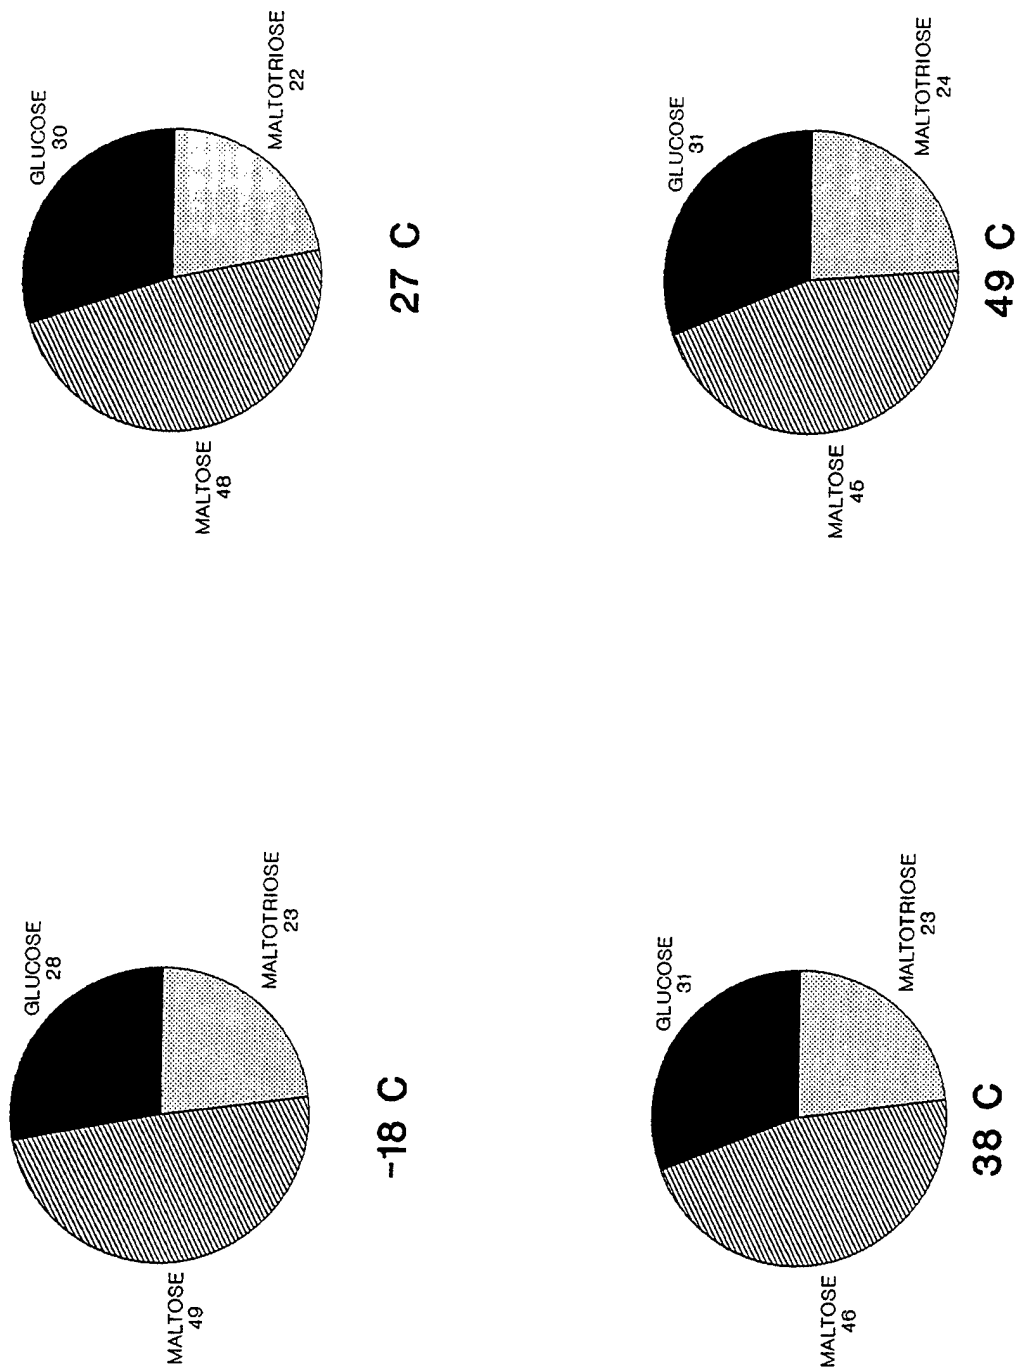 GLUCOSE
28
MALTOTRIOSE
23
MALTOSE
49
-18 C
GLUCOSE
30
MALTOTRIOSE
22
MALTOSE
48
27 C
GLUCOSE
31
MALTOTRIOSE
23
MALTOSE
46
38 C
GLUCOSE
31
MALTOTRIOSE
24
MALTOSE
45
49 C